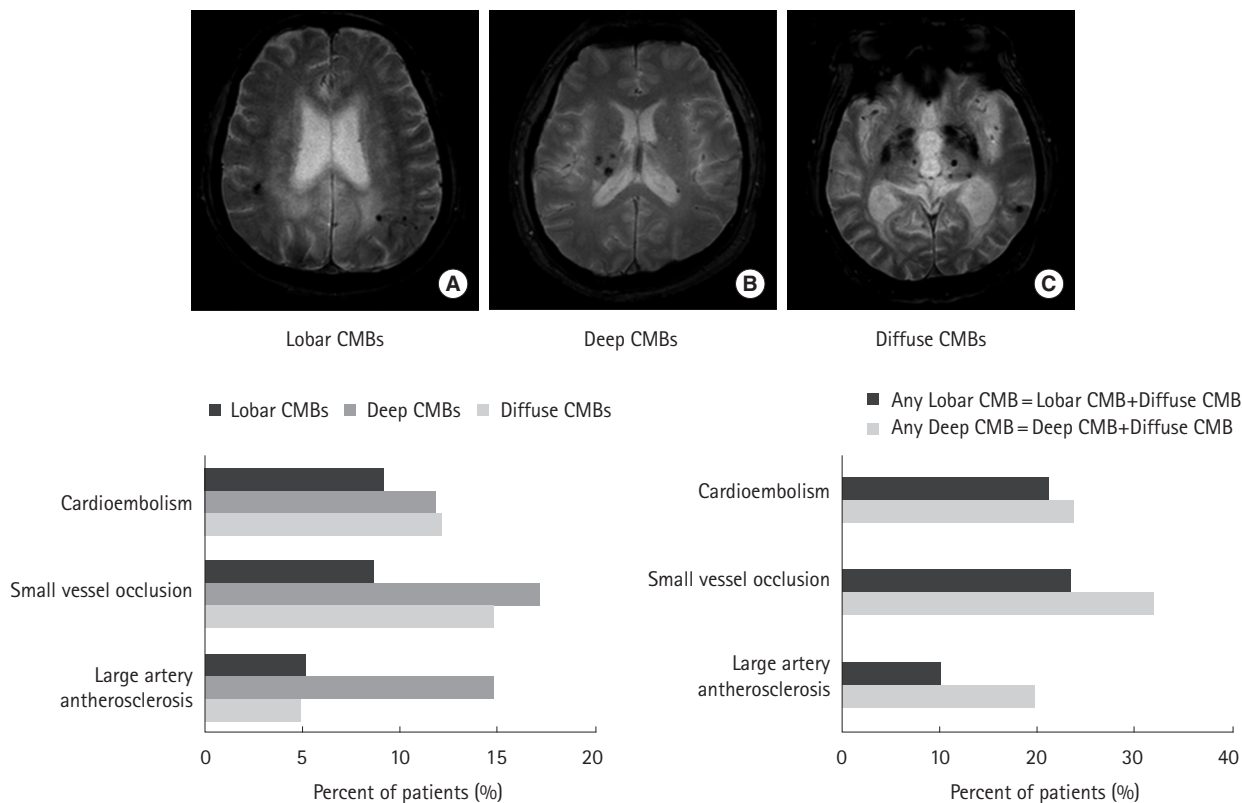 A
B
C
Lobar CMBs
Deep CMBs
Diffuse CMBs
Lobar CMBs Deep CMBs Diffuse CMBs
Cardioembolism
Small vessel occlusion
Large artery
antherosclerosis
0 5 10 15 20
Percent of patients (%)
Any Lobar CMB=Lobar CMB+Diffuse CMB
Any Deep CMB=Deep CMB+Diffuse CMB
Cardioembolism
Small vessel occlusion
Large artery
antherosclerosis
0 10 20 30 40
Percent of patients (%)